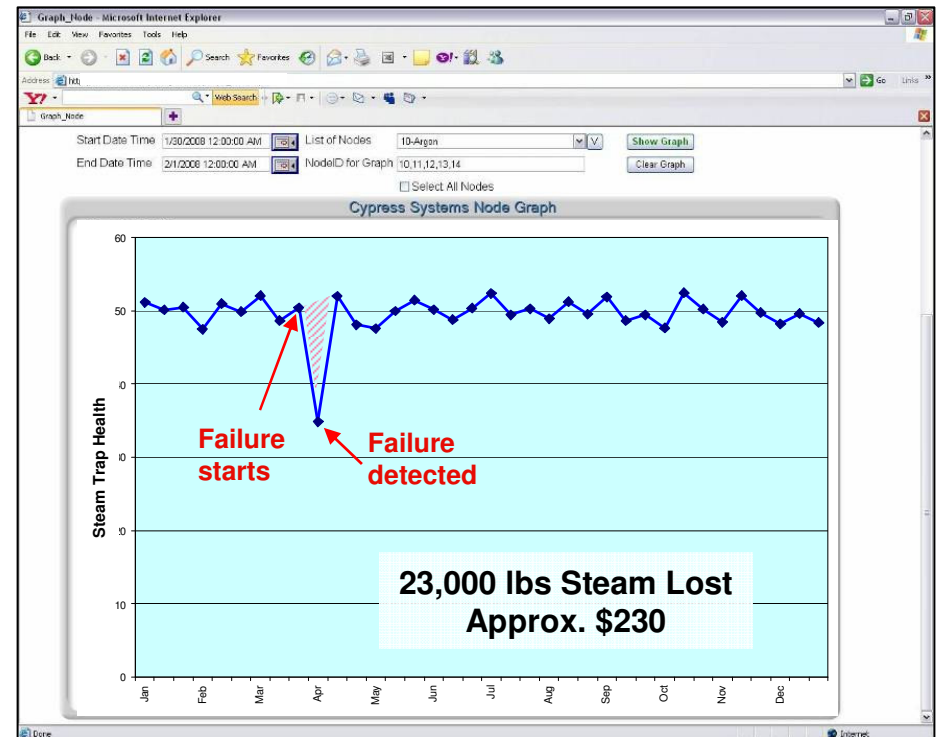 Graph_Node - Microsoft Internet Explorer
File Edit View Favorites Tools Help
Back Search Favorites
Address Go Links »
Y! Web Search
Graph_Node
Start Date Time 1/30/2008 12:00:00 AM List of Nodes 10-Argon V Show Graph
End Date Time 2/1/2008 12:00:00 AM NodeID for Graph 10,11,12,13,14 Clear Graph
Select All Nodes
Cypress Systems Node Graph
60
50
0
0
0
10
0
Steam Trap Health
Failure
starts
Failure
detected
23,000 lbs Steam Lost
Approx. $230
Jan Feb Mar Apr May Jun Jul Aug Sep Oct Nov Dec
Done Internet